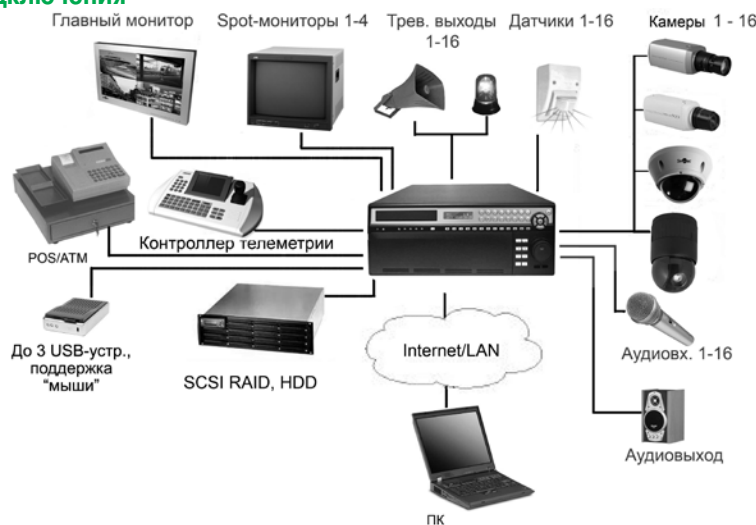 Главный монитор
Spot-мониторы 1-4
Трев. выходы
1-16
Датчики 1-16
Камеры 1 - 16
POS/ATM
Контроллер телеметрии
До 3 USB-устр.,
поддержка
“мыши”
SCSI RAID, HDD
Internet/LAN
Аудиовх. 1-16
Аудиовыход
ПК